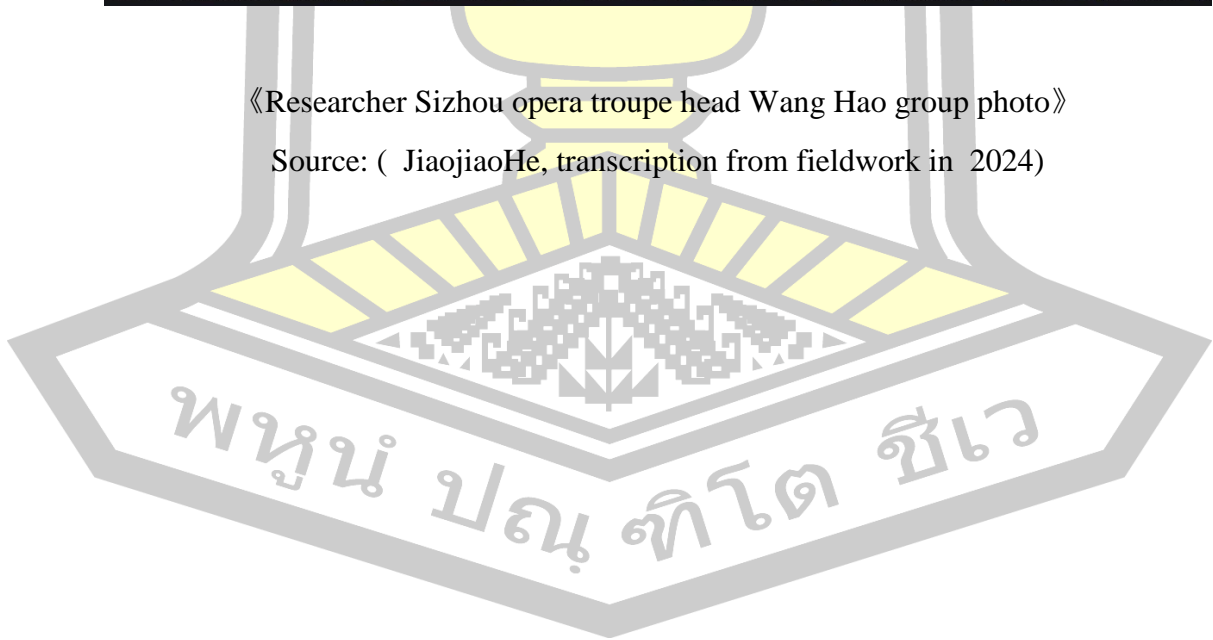 《Researcher Sizhou opera troupe head Wang Hao group photo》
Source: ( JiaojiaoHe, transcription from fieldwork in 2024)
พหูนํ ปณฺฑิโต ชีเว